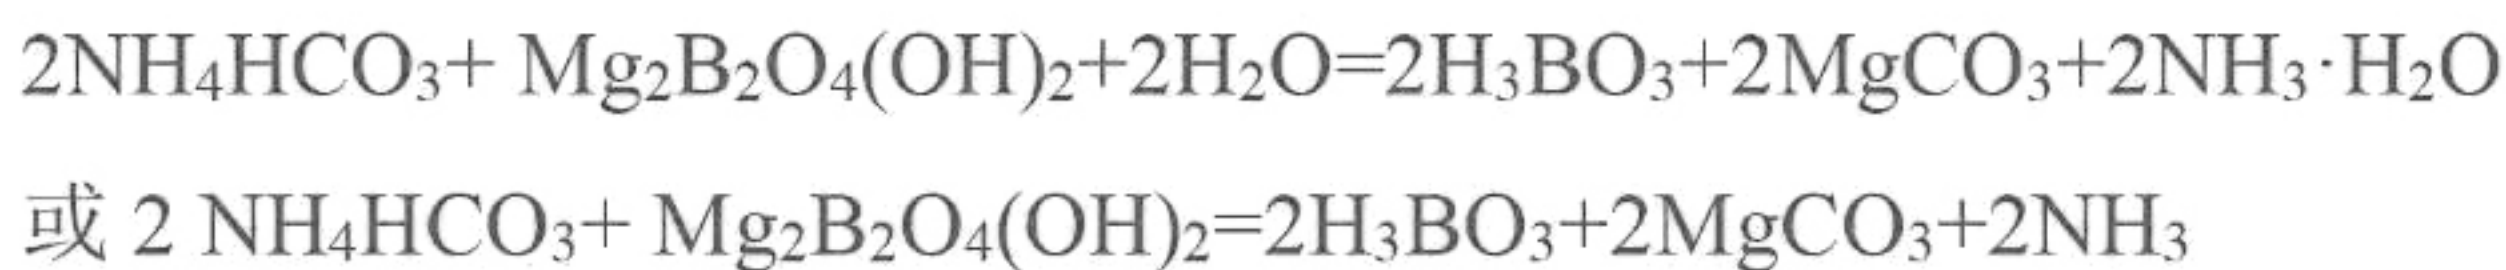 2NH₄HCO₃+ Mg₂B₂O₄(OH)₂+2H₂O=2H₃BO₃+2MgCO₃+2NH₃·H₂O
或 2 NH₄HCO₃+ Mg₂B₂O₄(OH)₂=2H₃BO₃+2MgCO₃+2NH₃